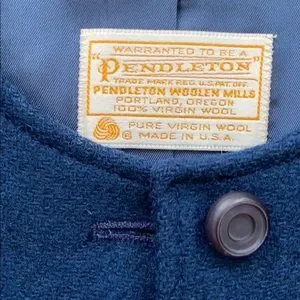 WARRANTED TO BE A
"PENDLETON"
TRADE MARK REG. U.S. PAT. OFF.
PENDLETON WOOLEN MILLS
PORTLAND, OREGON
100% VIRGIN WOOL
PURE VIRGIN WOOL
MADE IN U.S.A.